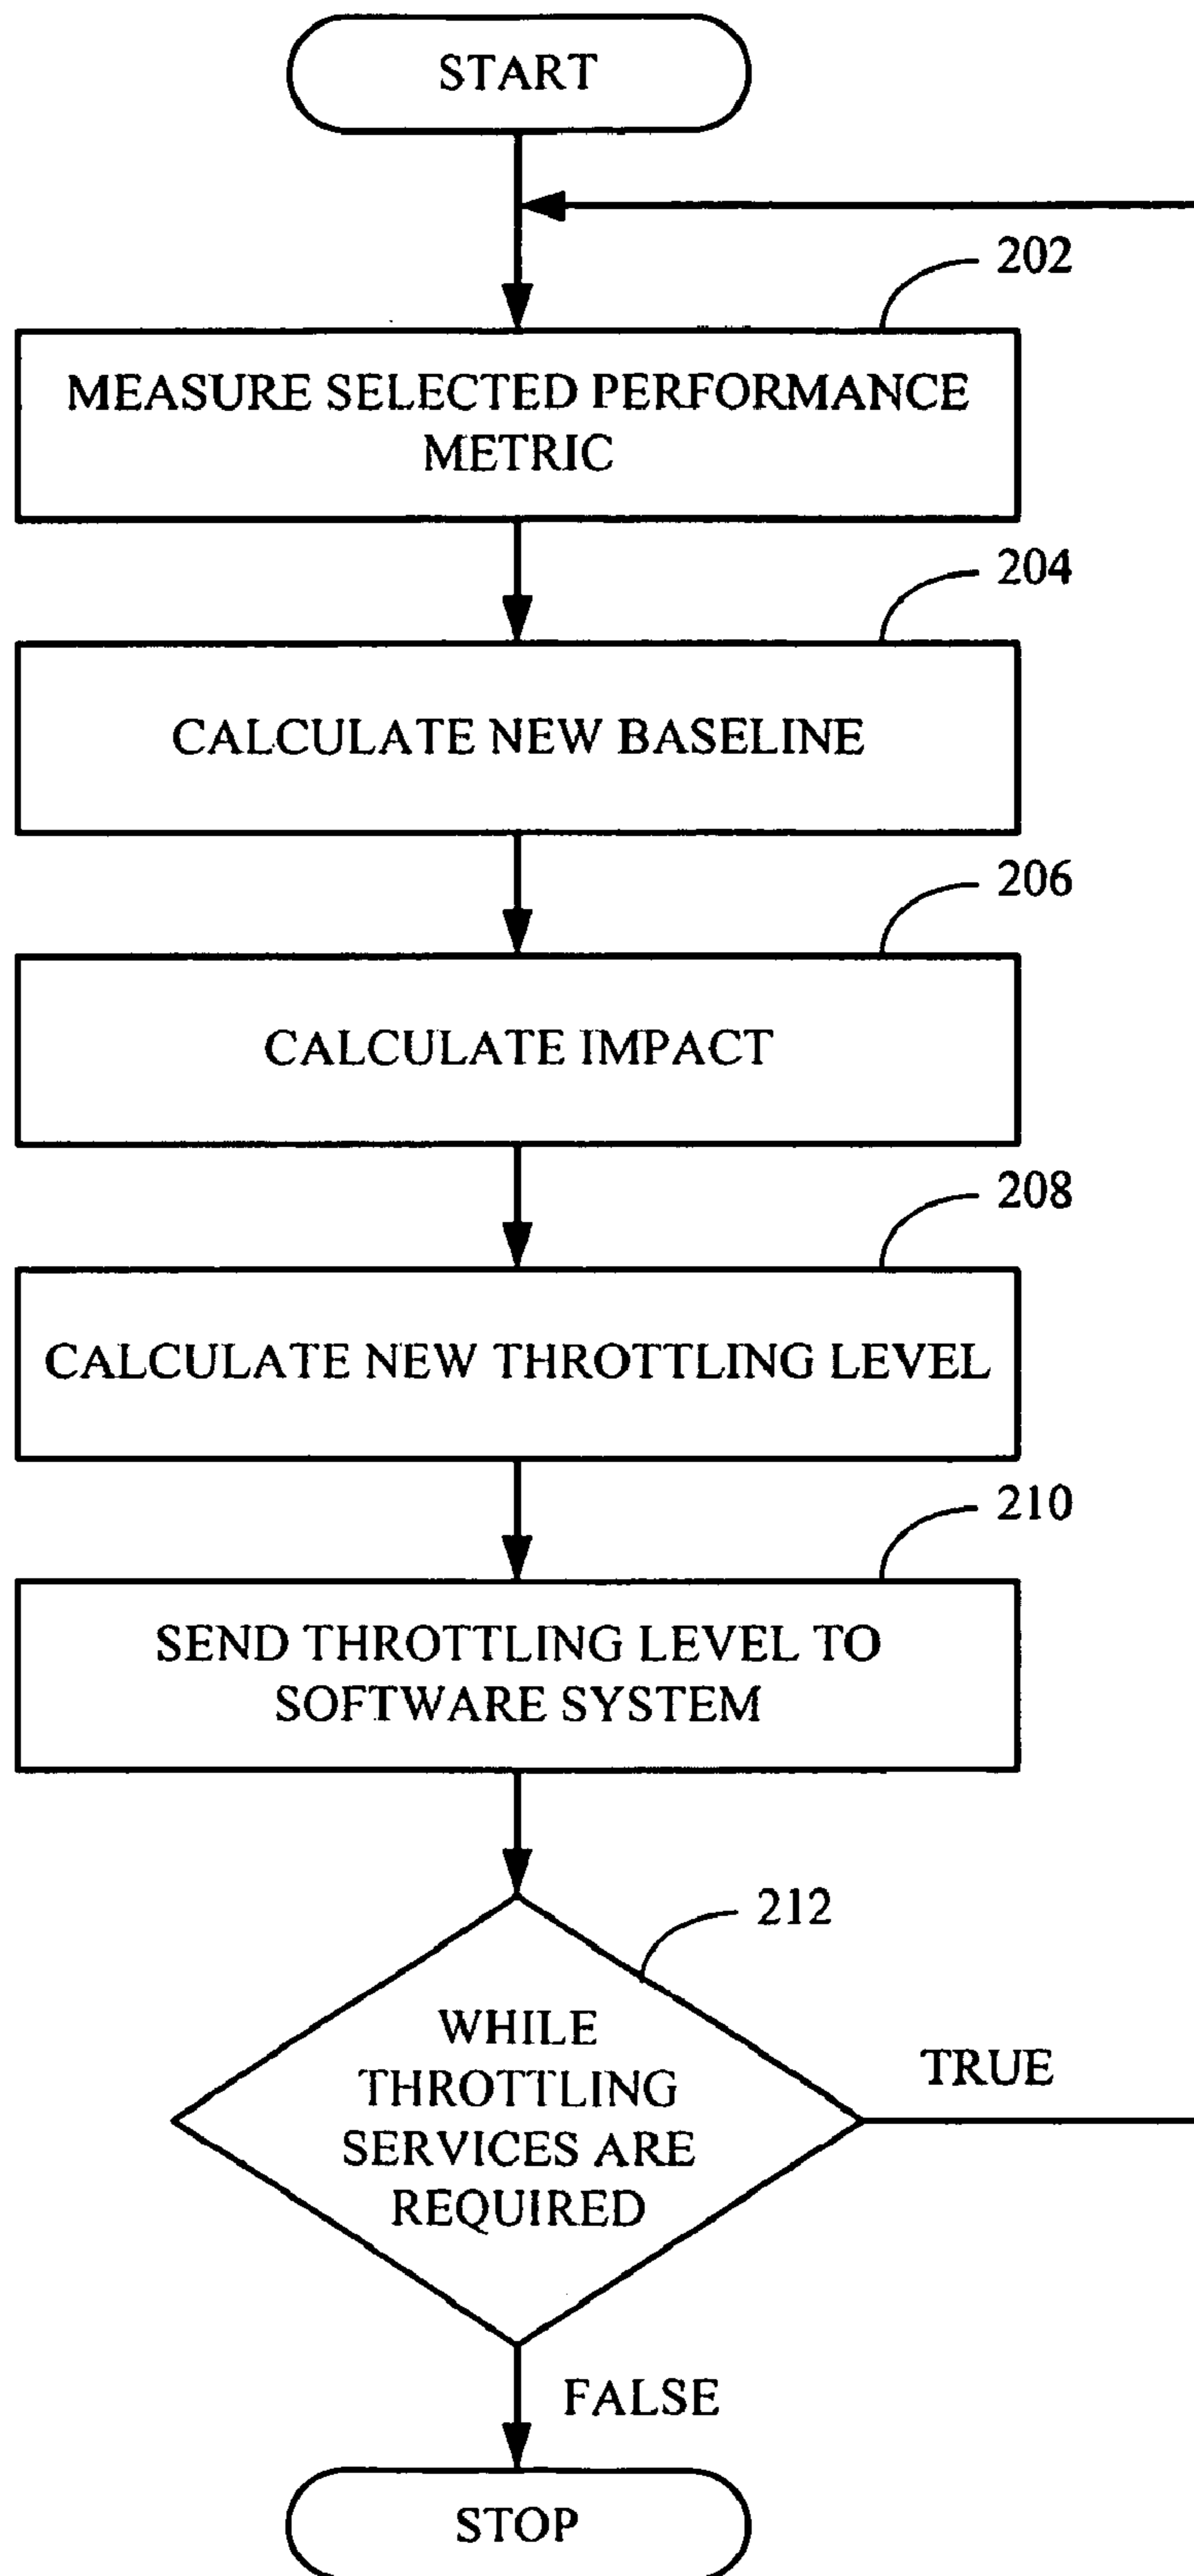 START
202
MEASURE SELECTED PERFORMANCE
METRIC
204
CALCULATE NEW BASELINE
206
CALCULATE IMPACT
208
CALCULATE NEW THROTTLING LEVEL
210
SEND THROTTLING LEVEL TO
SOFTWARE SYSTEM
212
WHILE
THROTTLING
SERVICES ARE
REQUIRED
TRUE
FALSE
STOP